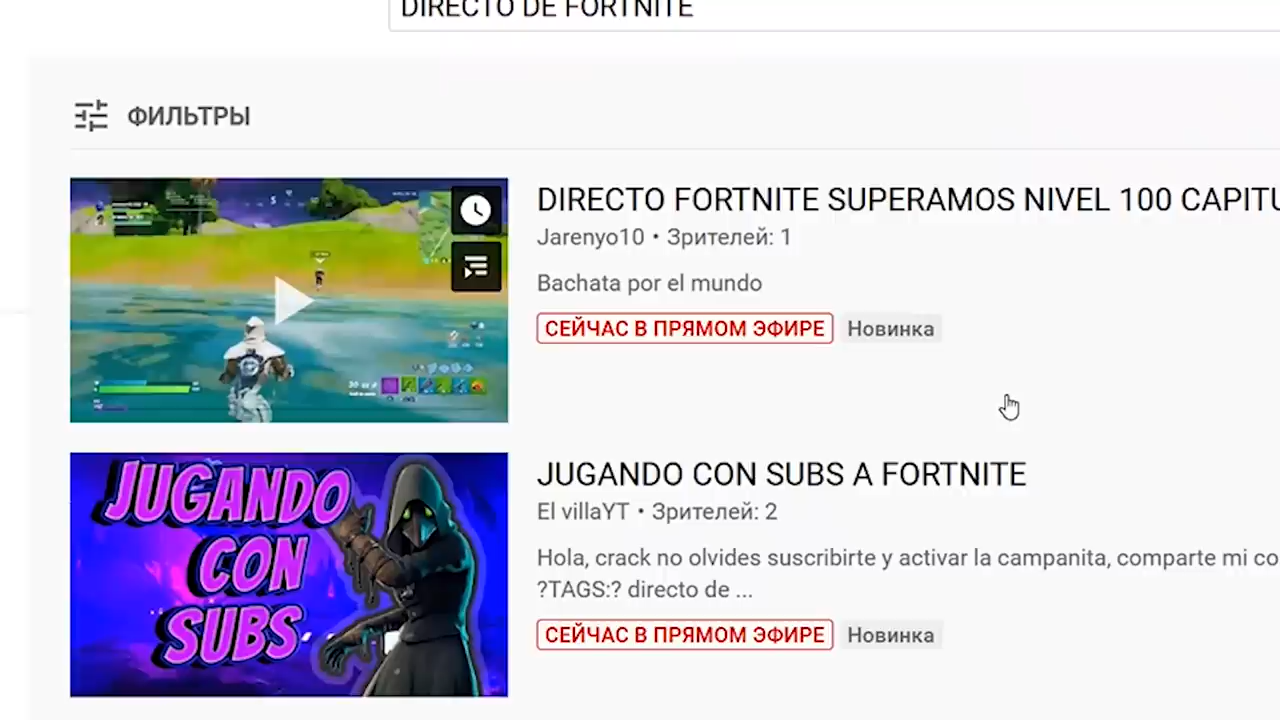 DIRECTO DE FORTNITE
ФИЛЬТРЫ
DIRECTO FORTNITE SUPERAMOS NIVEL 100 CAPITU
Jarenyo10 • Зрителей: 1
Bachata por el mundo
СЕЙЧАС В ПРЯМОМ ЭФИРЕ Новинка
JUGANDO
CON
SUBS
JUGANDO CON SUBS A FORTNITE
El villaYT • Зрителей: 2
Hola, crack no olvides suscribirte y activar la campanita, comparte mi co
?TAGS:? directo de ...
СЕЙЧАС В ПРЯМОМ ЭФИРЕ Новинка